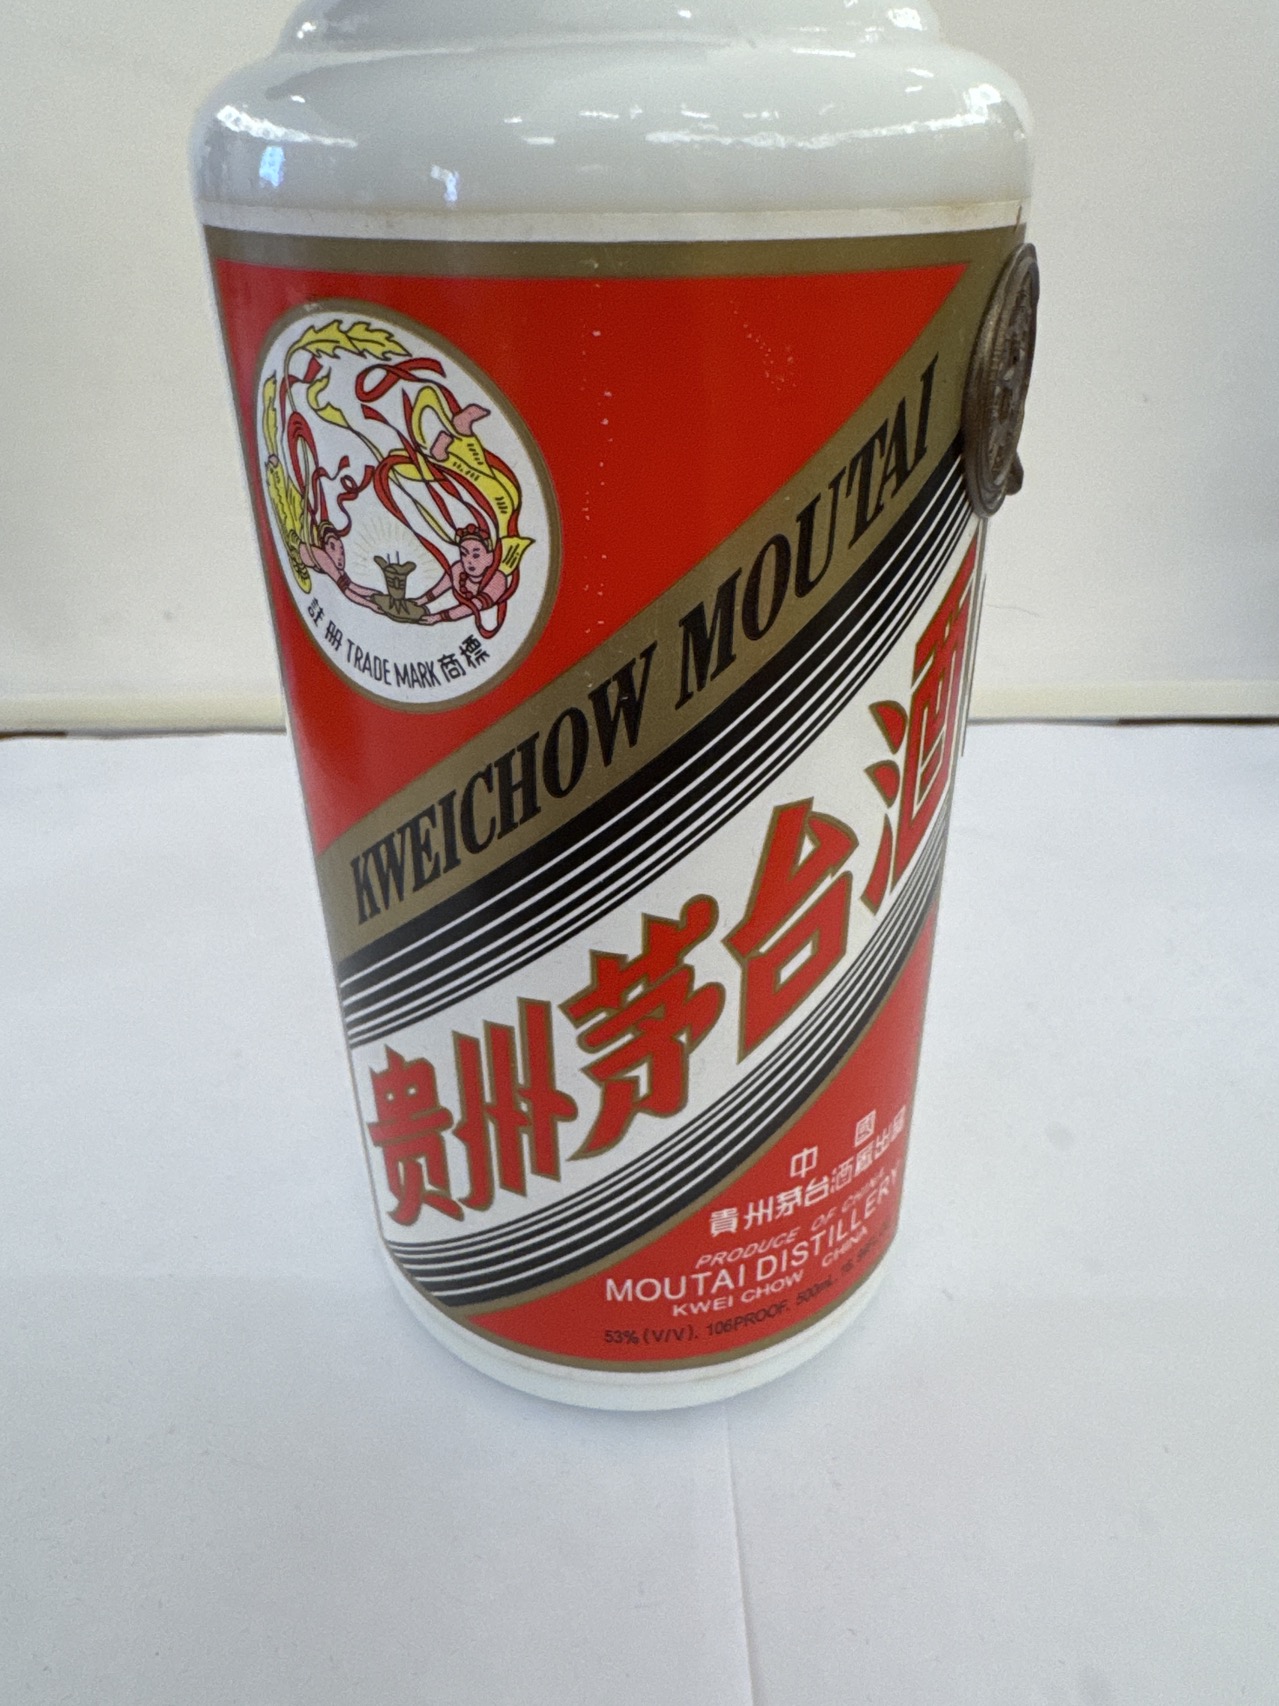 註册 TRADE MARK 商標
KWEICHOW MOUTAI
贵州茅台酒
中國
貴州茅台酒廠出品
PRODUCE OF CHINA
MOUTAI DISTILLERY
KWEI CHOW CHINA
53% (V/V). 106PROOF. 500mL.